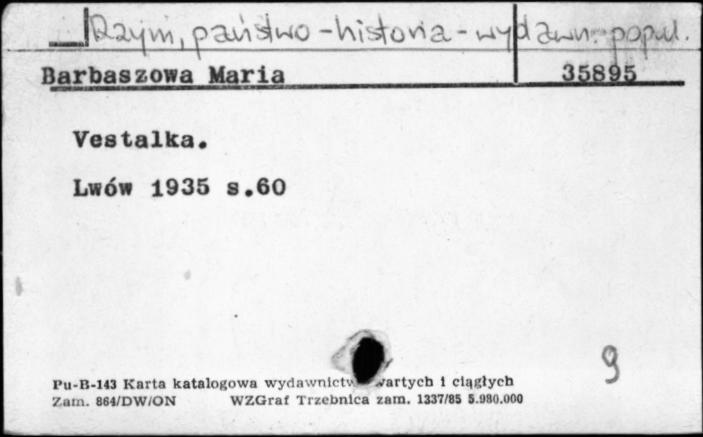 Rzym, państwo - historia - wydawn. popul.
Barbaszowa Maria 35895
Vestalka.
Lwów 1935 s.60
9
Pu-B-143 Karta katalogowa wydawnictw zwartych i ciągłych
Zam. 864/DW/ON WZGraf Trzebnica zam. 1337/85 5.980.000